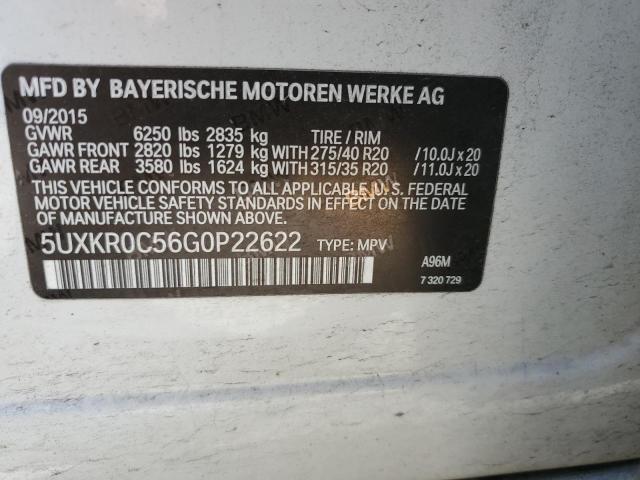 MFD BY BAYERISCHE MOTOREN WERKE AG
09/2015
GVWR 6250 lbs 2835 kg TIRE / RIM
GAWR FRONT 2820 lbs 1279 kg WITH 275/40 R20 /10.0J x 20
GAWR REAR 3580 lbs 1624 kg WITH 315/35 R20 /11.0J x 20
THIS VEHICLE CONFORMS TO ALL APPLICABLE U.S. FEDERAL
MOTOR VEHICLE SAFETY STANDARDS IN EFFECT ON THE
DATE OF MANUFACTURE SHOWN ABOVE.
5UXKR0C56G0P22622 TYPE: MPV
A96M
7 320 729